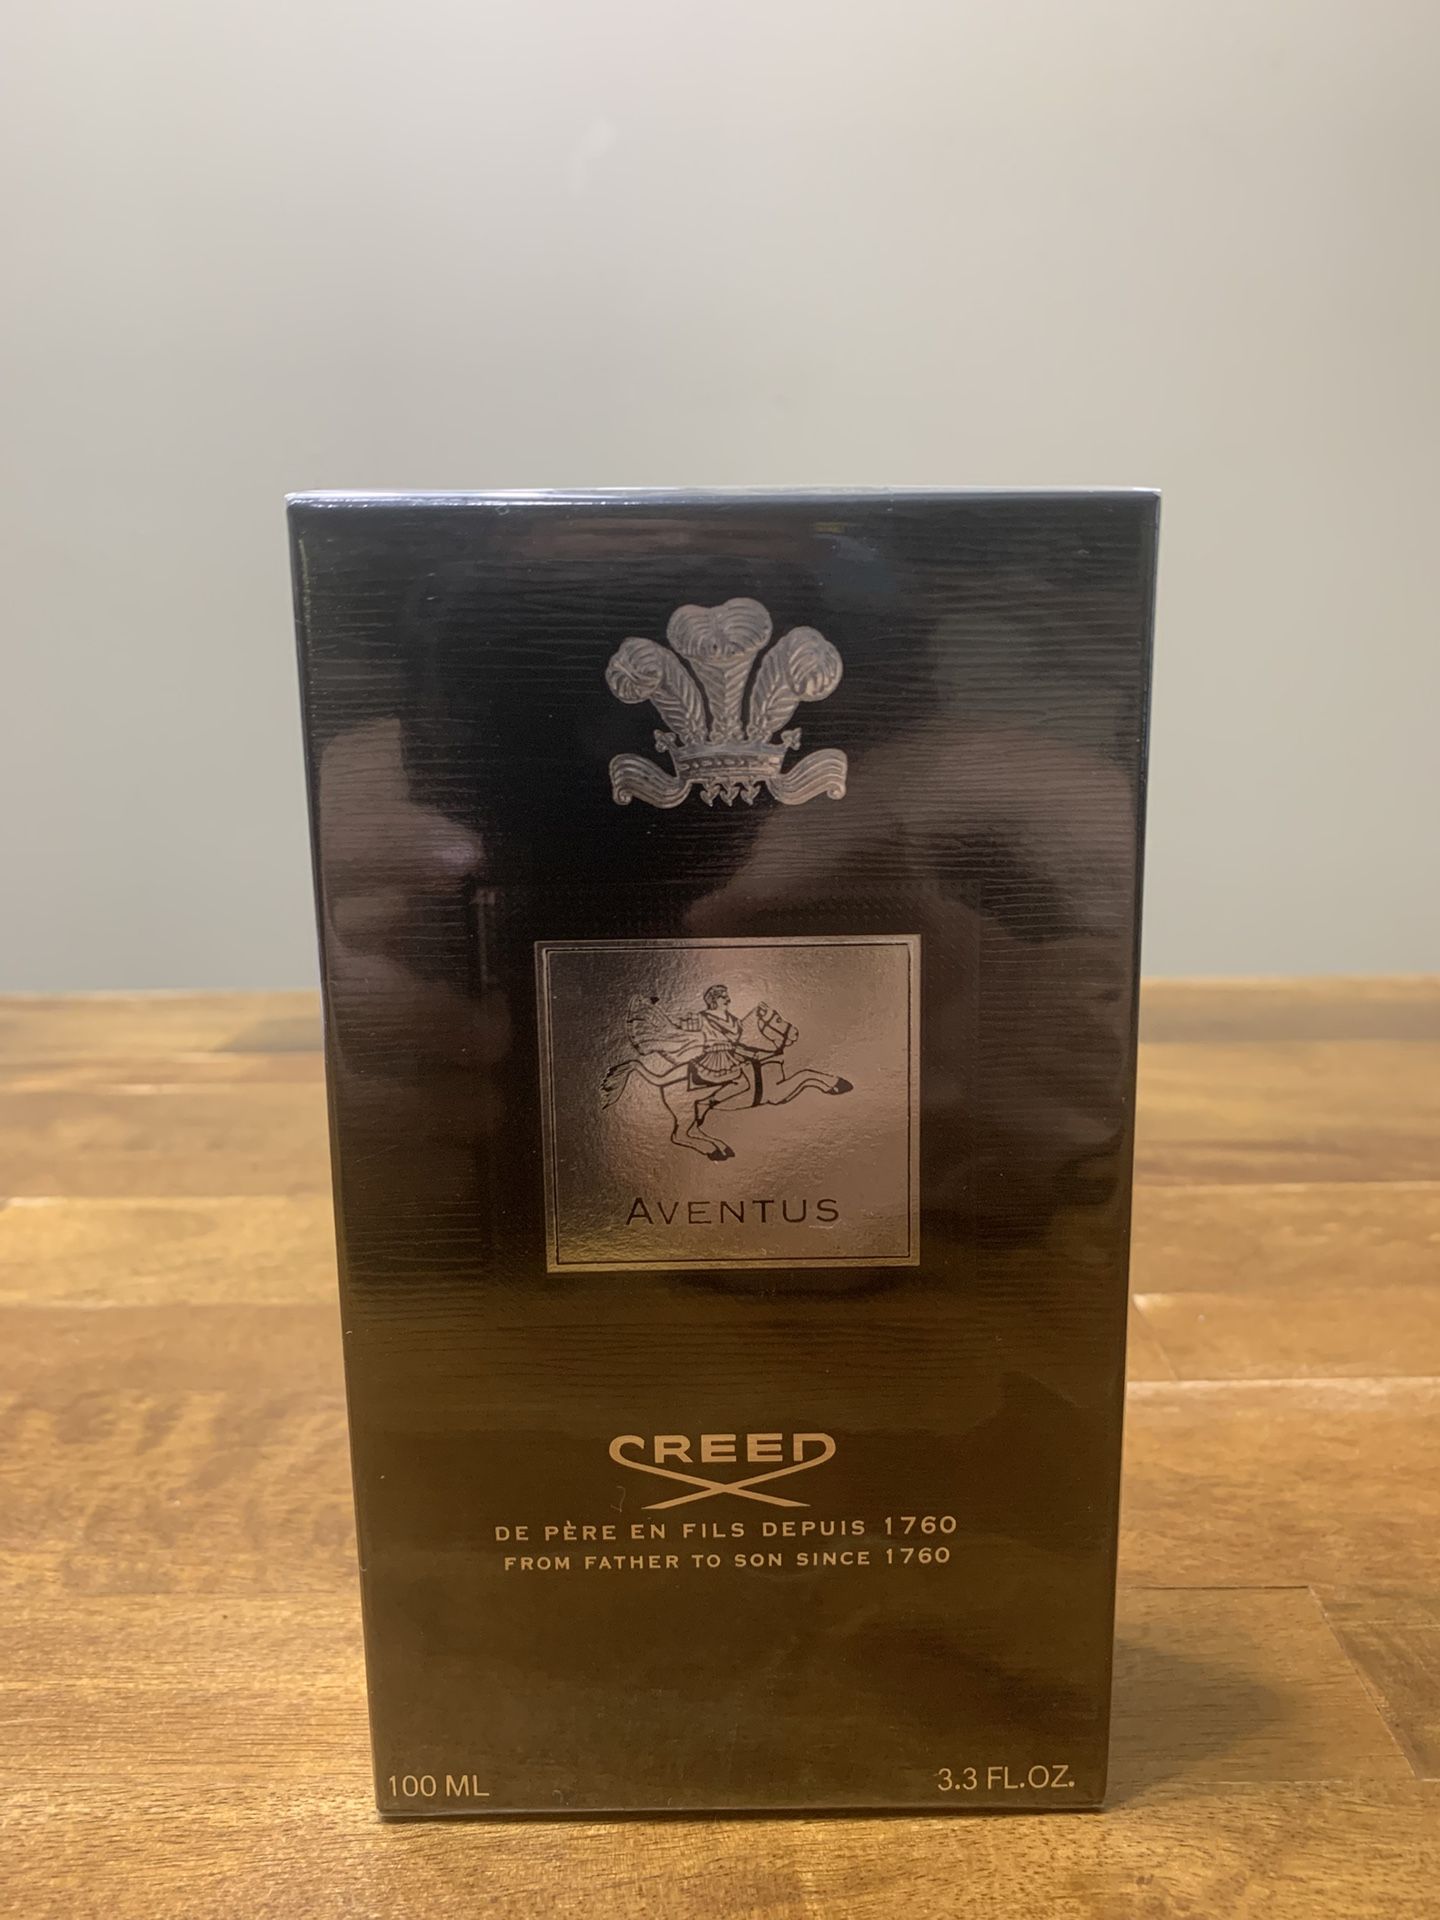 AVENTUS
CREED
DE PÈRE EN FILS DEPUIS 1760
FROM FATHER TO SON SINCE 1760
100 ML 3.3 FL.OZ.